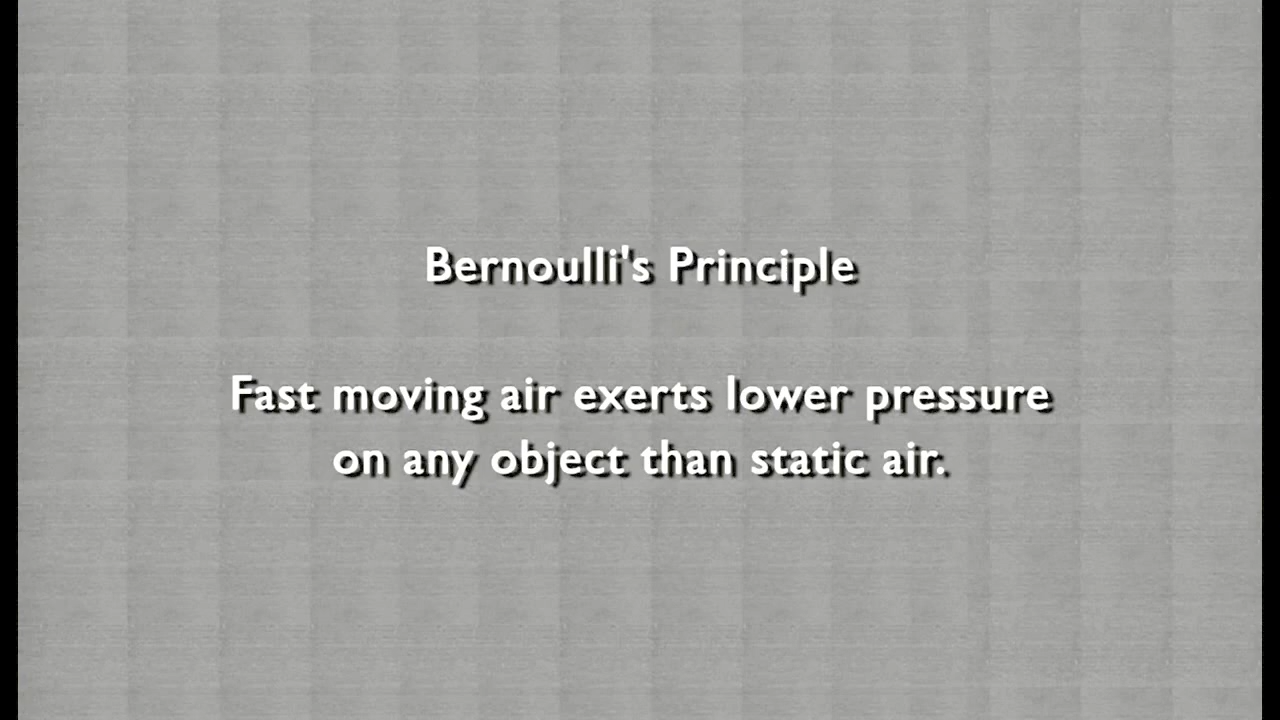 Bernoulli's Principle
Fast moving air exerts lower pressure
on any object than static air.